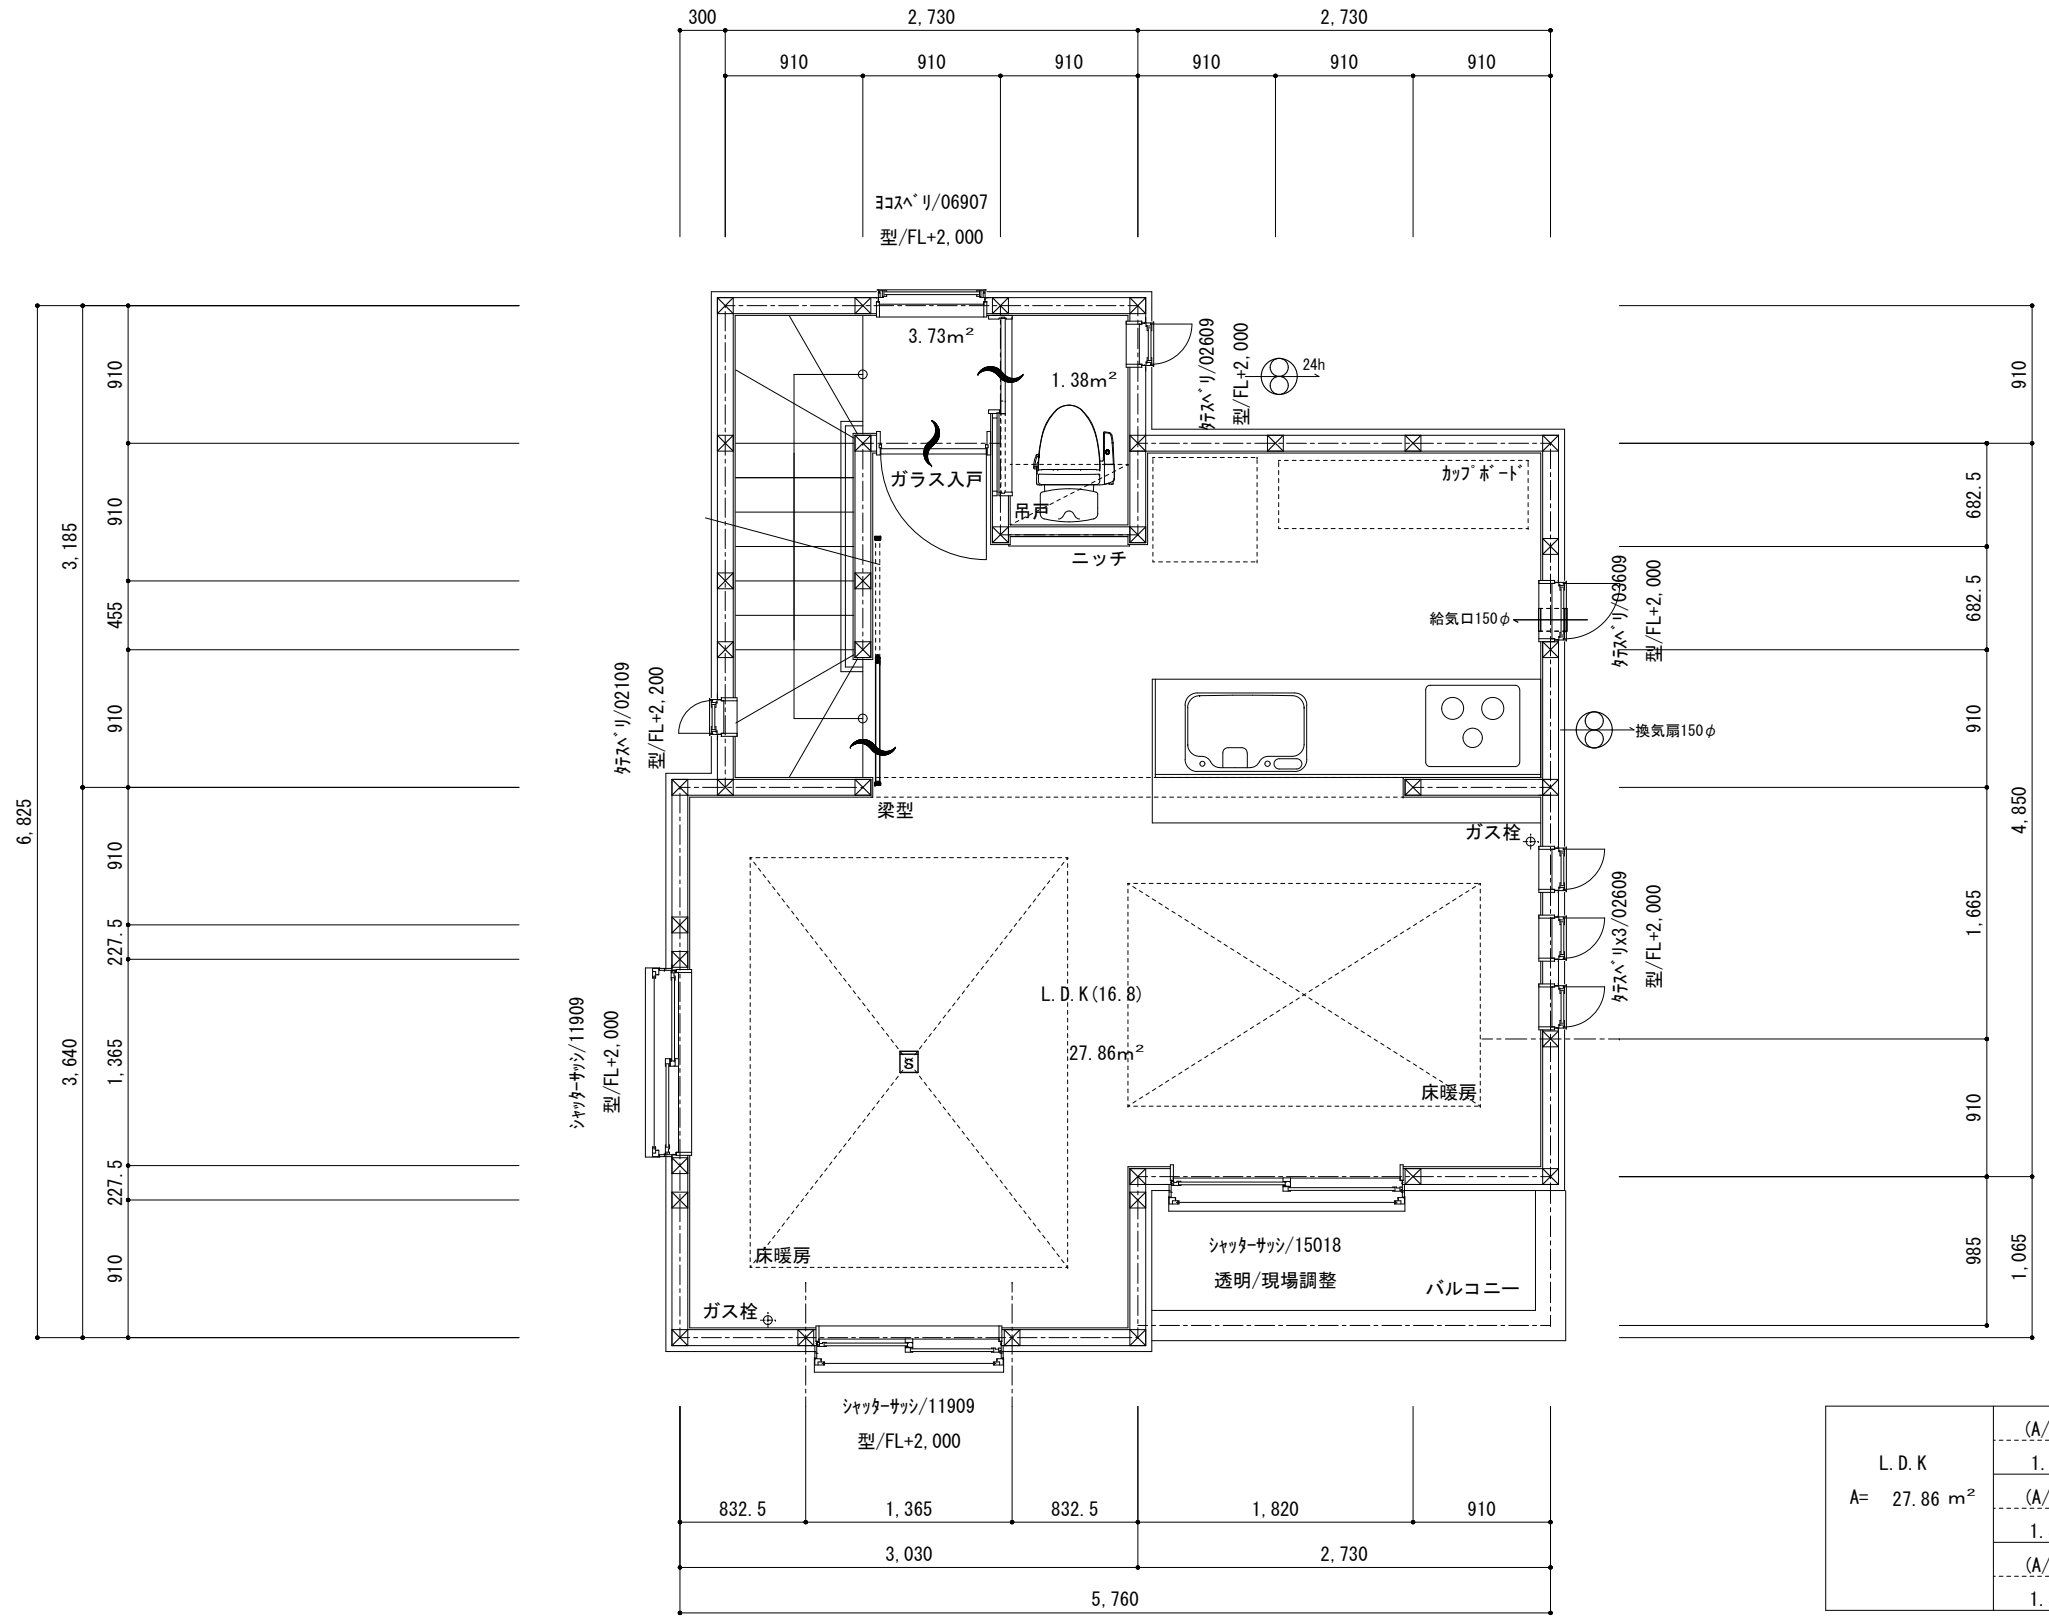 300
2,730
2,730
910
910
910
910
910
910
ﾖｺｽﾍﾞﾘ/06907
型/FL+2,000
3.73m²
1.38m²
ﾀﾃｽﾍﾞﾘ/02609
型/FL+2,000
24h
ガラス入戸
吊戸
ニッチ
ｶｯﾌﾟﾎﾞｰﾄﾞ
給気口150φ
ﾀﾃｽﾍﾞﾘ/03609
型/FL+2,000
換気扇150φ
ﾀﾃｽﾍﾞﾘ/02109
型/FL+2,200
梁型
ガス栓
ﾀﾃｽﾍﾞﾘx3/02609
型/FL+2,000
L.D.K(16.8)
27.86m²
S
床暖房
床暖房
ｼｬｯﾀｰｻｯｼ/11909
型/FL+2,000
ｼｬｯﾀｰｻｯｼ/15018
透明/現場調整
バルコニー
ガス栓
ｼｬｯﾀｰｻｯｼ/11909
型/FL+2,000
6,825
3,185
3,640
910
910
455
910
910
227.5
1,365
227.5
910
910
682.5
682.5
910
4,850
1,665
910
985
1,065
832.5
1,365
832.5
1,820
910
3,030
2,730
5,760
L.D.K
A= 27.86 m²
(A/
1.
(A/
1.
(A/
1.